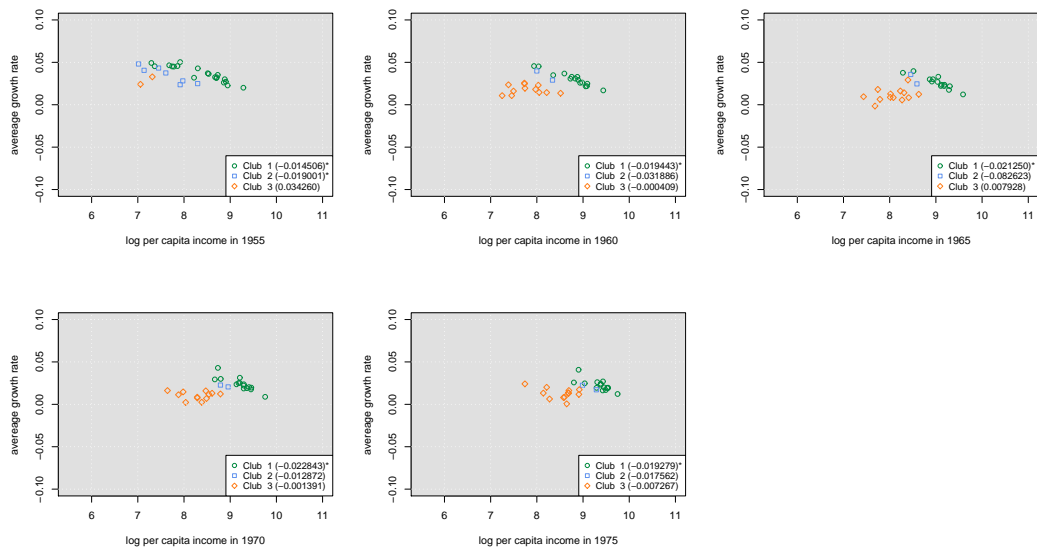 avereage growth rate
0.10
0.05
0.00
−0.05
−0.10
Club 1 (−0.014506)*
Club 2 (−0.019001)*
Club 3 (0.034260)
6 7 8 9 10 11
log per capita income in 1955
avereage growth rate
0.10
0.05
0.00
−0.05
−0.10
Club 1 (−0.019443)*
Club 2 (−0.031886)
Club 3 (−0.000409)
6 7 8 9 10 11
log per capita income in 1960
avereage growth rate
0.10
0.05
0.00
−0.05
−0.10
Club 1 (−0.021250)*
Club 2 (−0.082623)
Club 3 (0.007928)
6 7 8 9 10 11
log per capita income in 1965
avereage growth rate
0.10
0.05
0.00
−0.05
−0.10
Club 1 (−0.022843)*
Club 2 (−0.012872)
Club 3 (−0.001391)
6 7 8 9 10 11
log per capita income in 1970
avereage growth rate
0.10
0.05
0.00
−0.05
−0.10
Club 1 (−0.019279)*
Club 2 (−0.017562)
Club 3 (−0.007267)
6 7 8 9 10 11
log per capita income in 1975